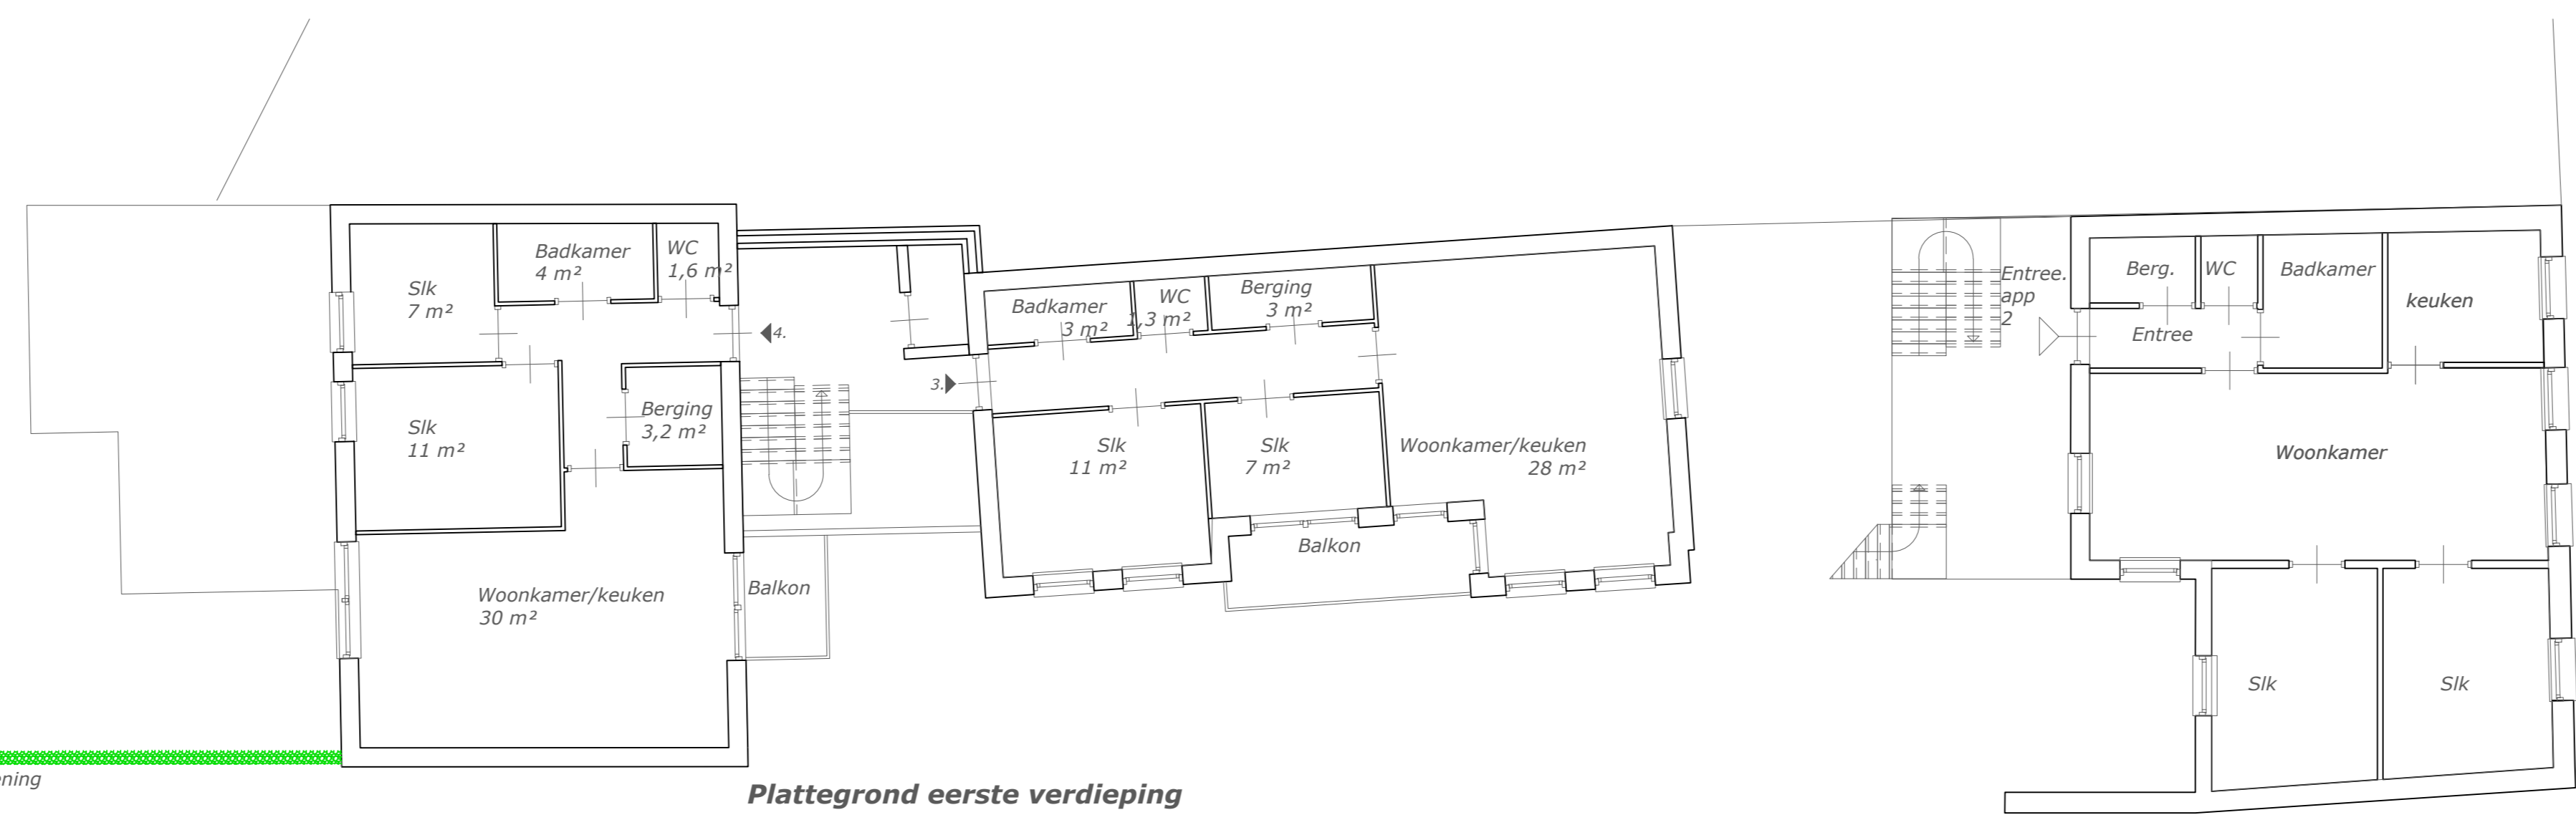 Slk
7 m²
Badkamer
4 m²
WC
1,6 m²
4.
Slk
11 m²
Berging
3,2 m²
Woonkamer/keuken
30 m²
Balkon
3.
Badkamer
3 m²
WC
1,3 m²
Berging
3 m²
Slk
11 m²
Slk
7 m²
Woonkamer/keuken
28 m²
Balkon
Entree.
app
2
Berg.
WC
Badkamer
keuken
Entree
Woonkamer
Slk
Slk
ening
Plattegrond eerste verdieping